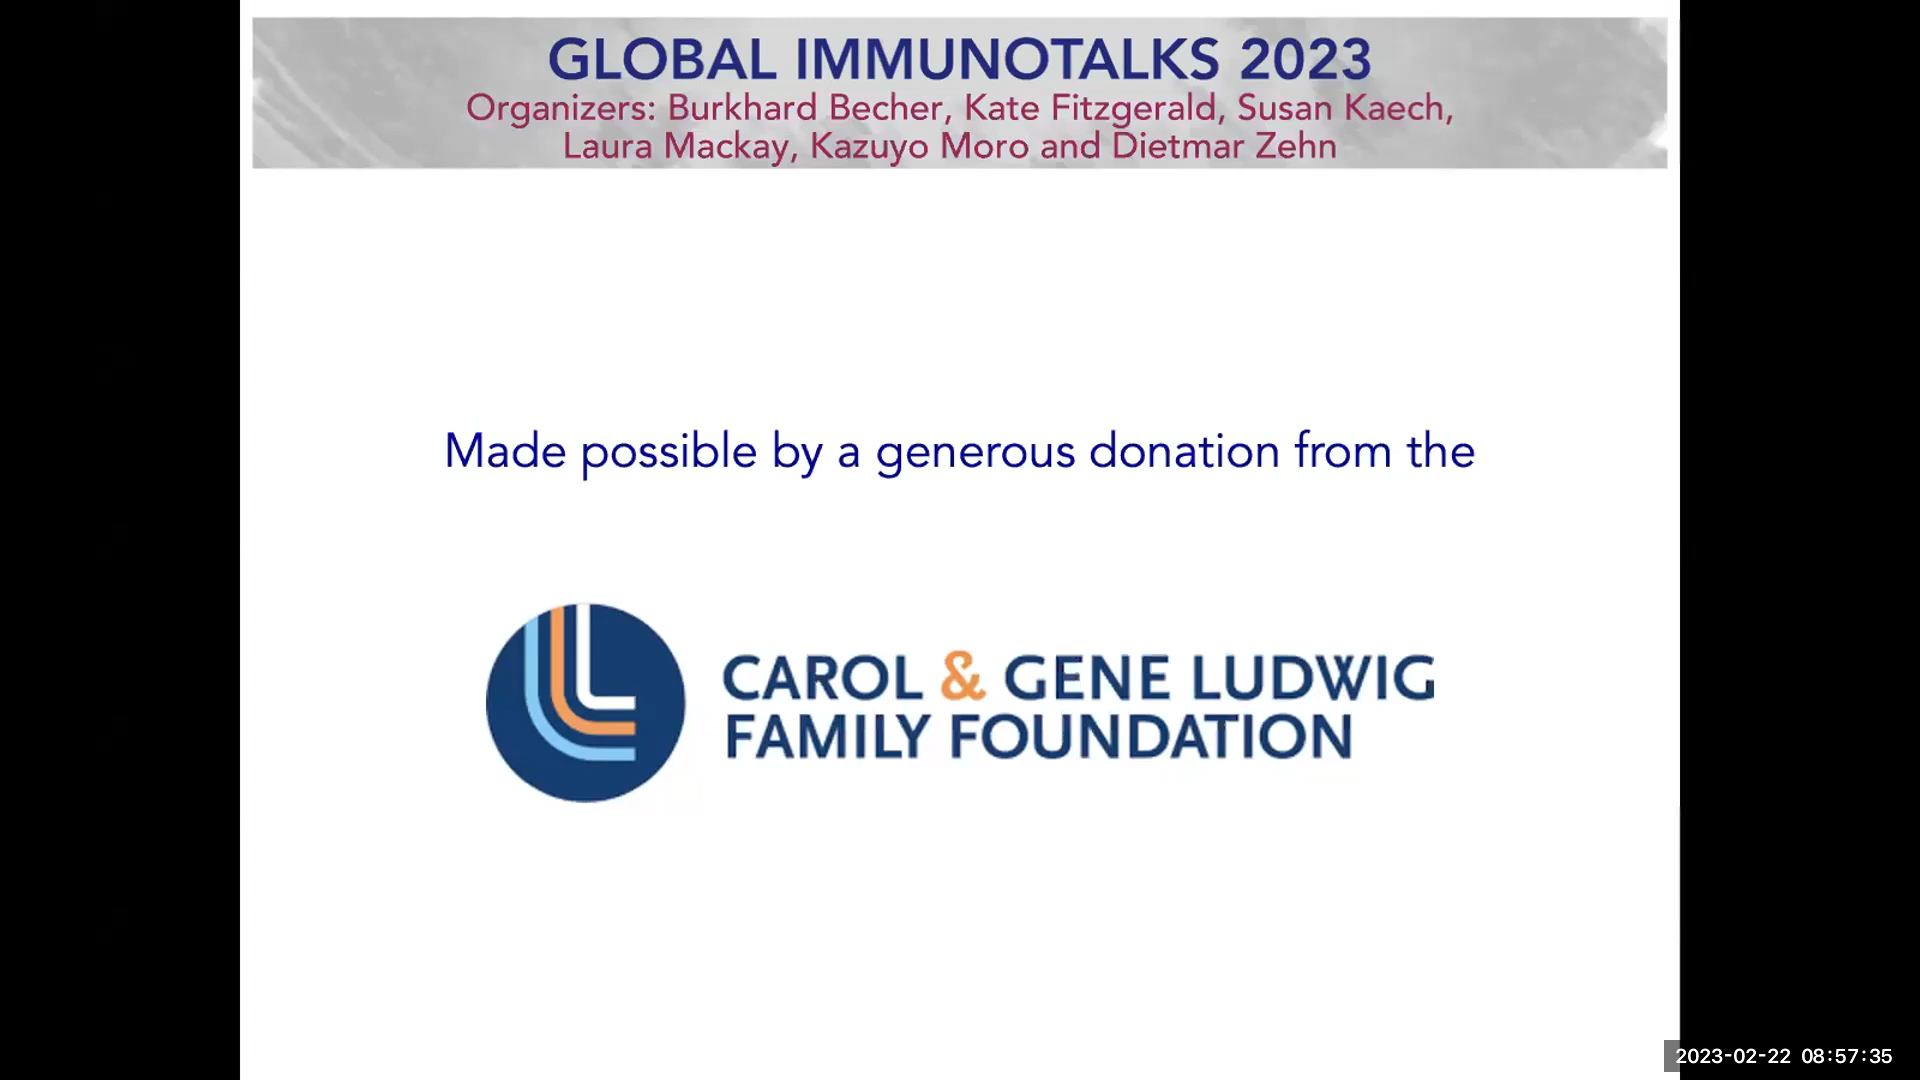 GLOBAL IMMUNOTALKS 2023
Organizers: Burkhard Becher, Kate Fitzgerald, Susan Kaech,
Laura Mackay, Kazuyo Moro and Dietmar Zehn
Made possible by a generous donation from the
CAROL & GENE LUDWIG
FAMILY FOUNDATION
2023-02-22 08:57:35